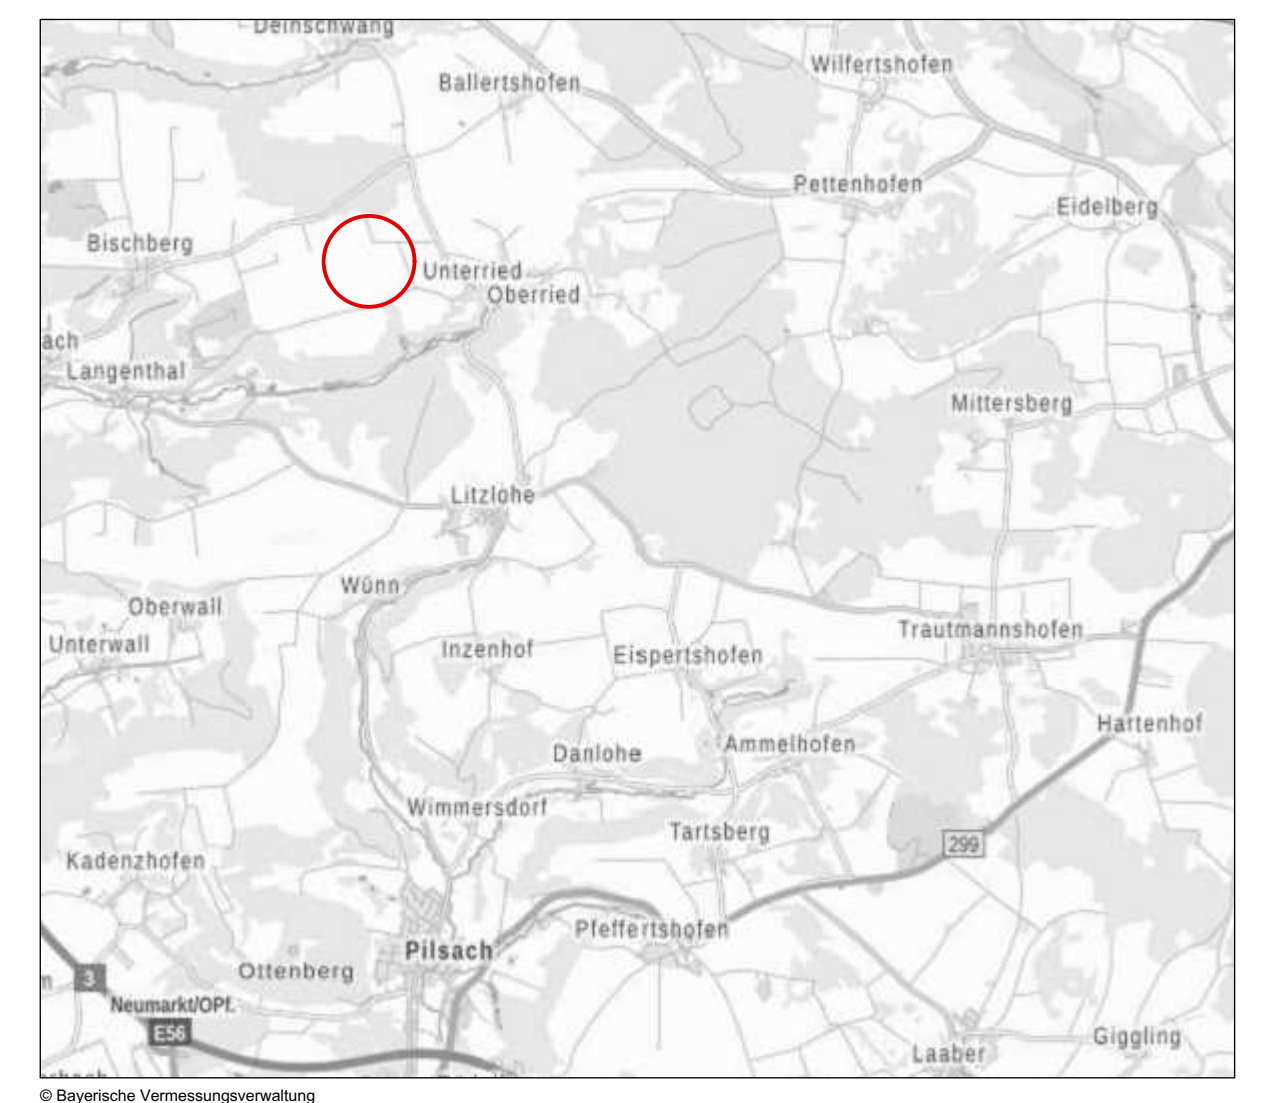 Deinschwang
Wilfertshofen
Ballertshofen
Pettenhofen
Eidelberg
Bischberg
Unterried
Oberried
ach
Langenthal
Mittersberg
Litzlohe
Wünn
Oberwall
Trautmannshofen
Unterwall
Inzenhof
Eispertshofen
Hartenhof
Ammelhofen
Danlohe
Wimmersdorf
Tartsberg
299
Kadenzhofen
Pfeffertshofen
Pilsach
Ottenberg
m
3
Neumarkt/OPf.
E56
Giggling
Laaber
© Bayerische Vermessungsverwaltung